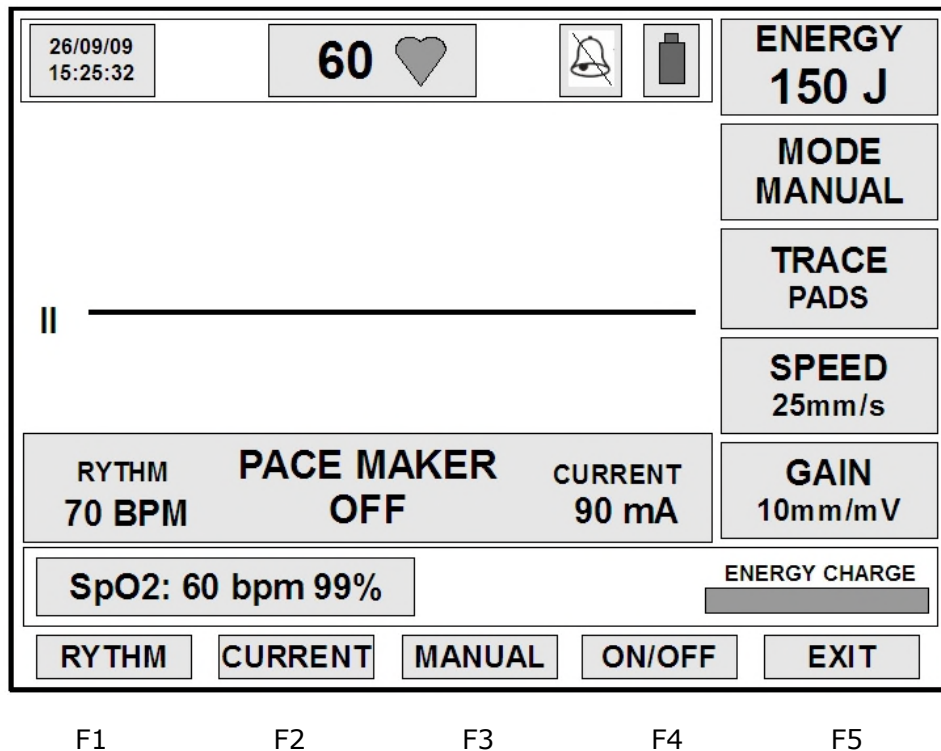 26/09/09
15:25:32
60
ENERGY
150 J
MODE
MANUAL
TRACE
PADS
II
SPEED
25mm/s
RYTHM
70 BPM
PACE MAKER
OFF
CURRENT
90 mA
GAIN
10mm/mV
SpO2: 60 bpm 99%
ENERGY CHARGE
RYTHM CURRENT MANUAL ON/OFF EXIT
F1 F2 F3 F4 F5